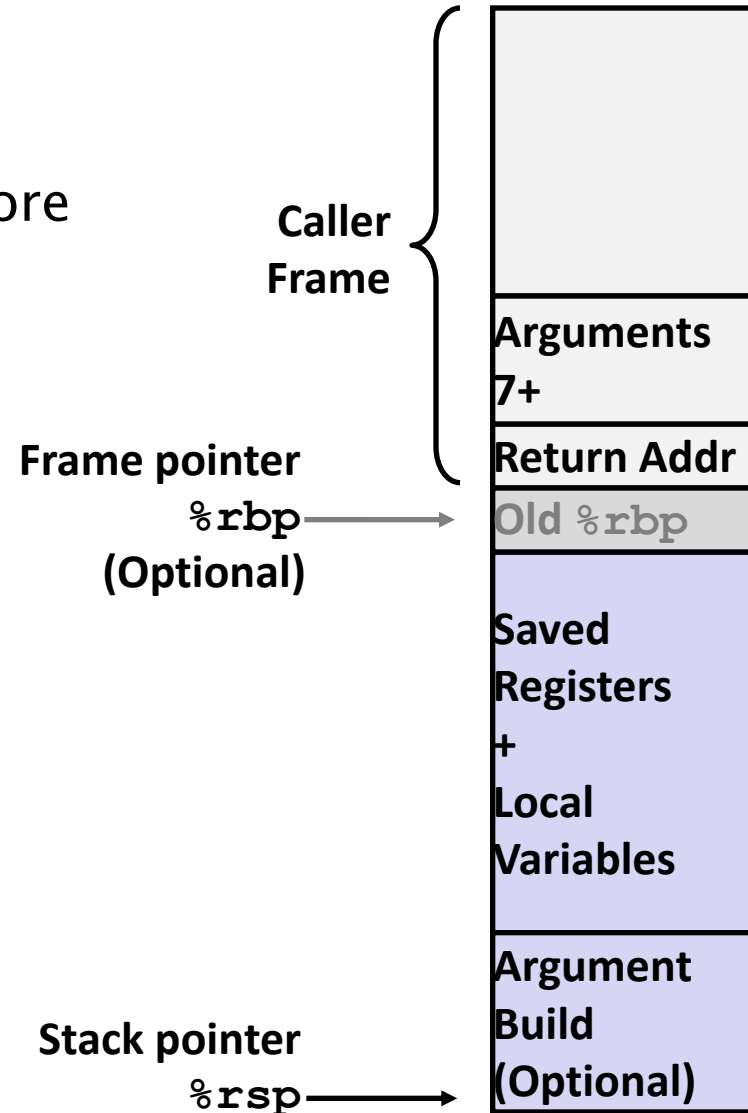 ore
Caller
Frame
Arguments
7+
Return Addr
Frame pointer
%rbp
(Optional)
Old %rbp
Saved
Registers
+
Local
Variables
Argument
Build
(Optional)
Stack pointer
%rsp